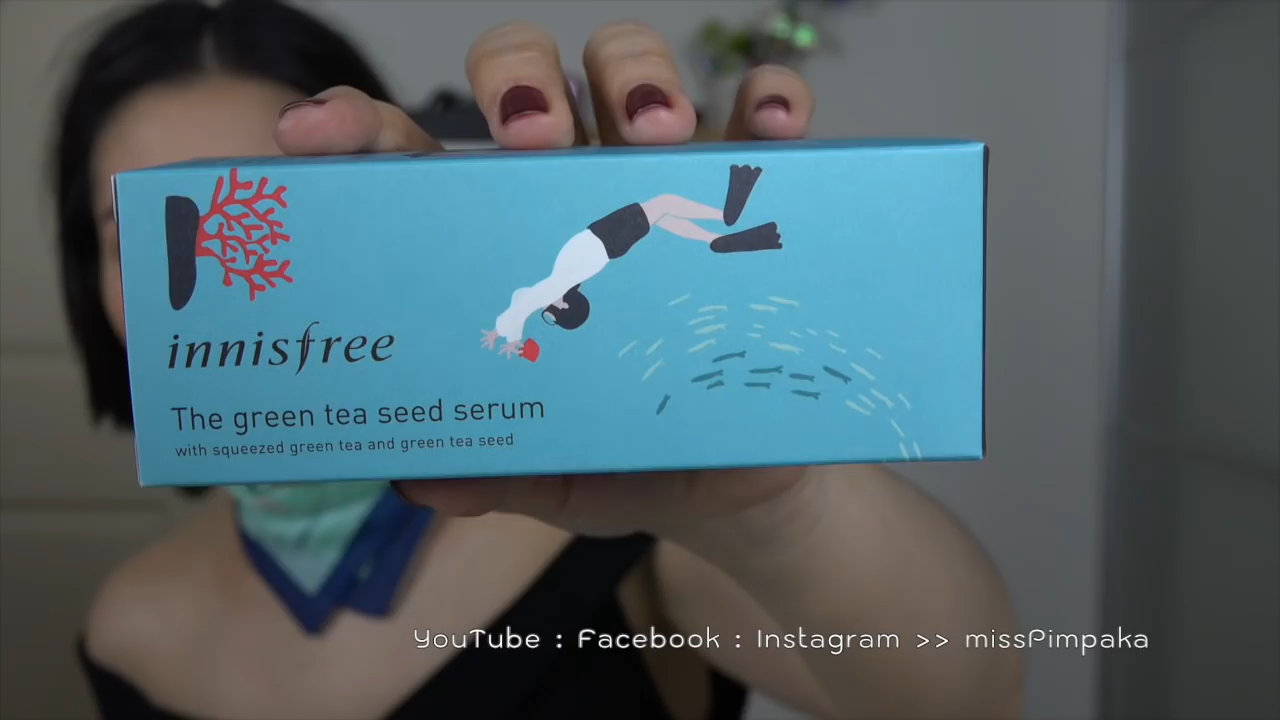 innisfree
The green tea seed serum
with squeezed green tea and green tea seed
YouTube : Facebook : Instagram >> missPimpaka